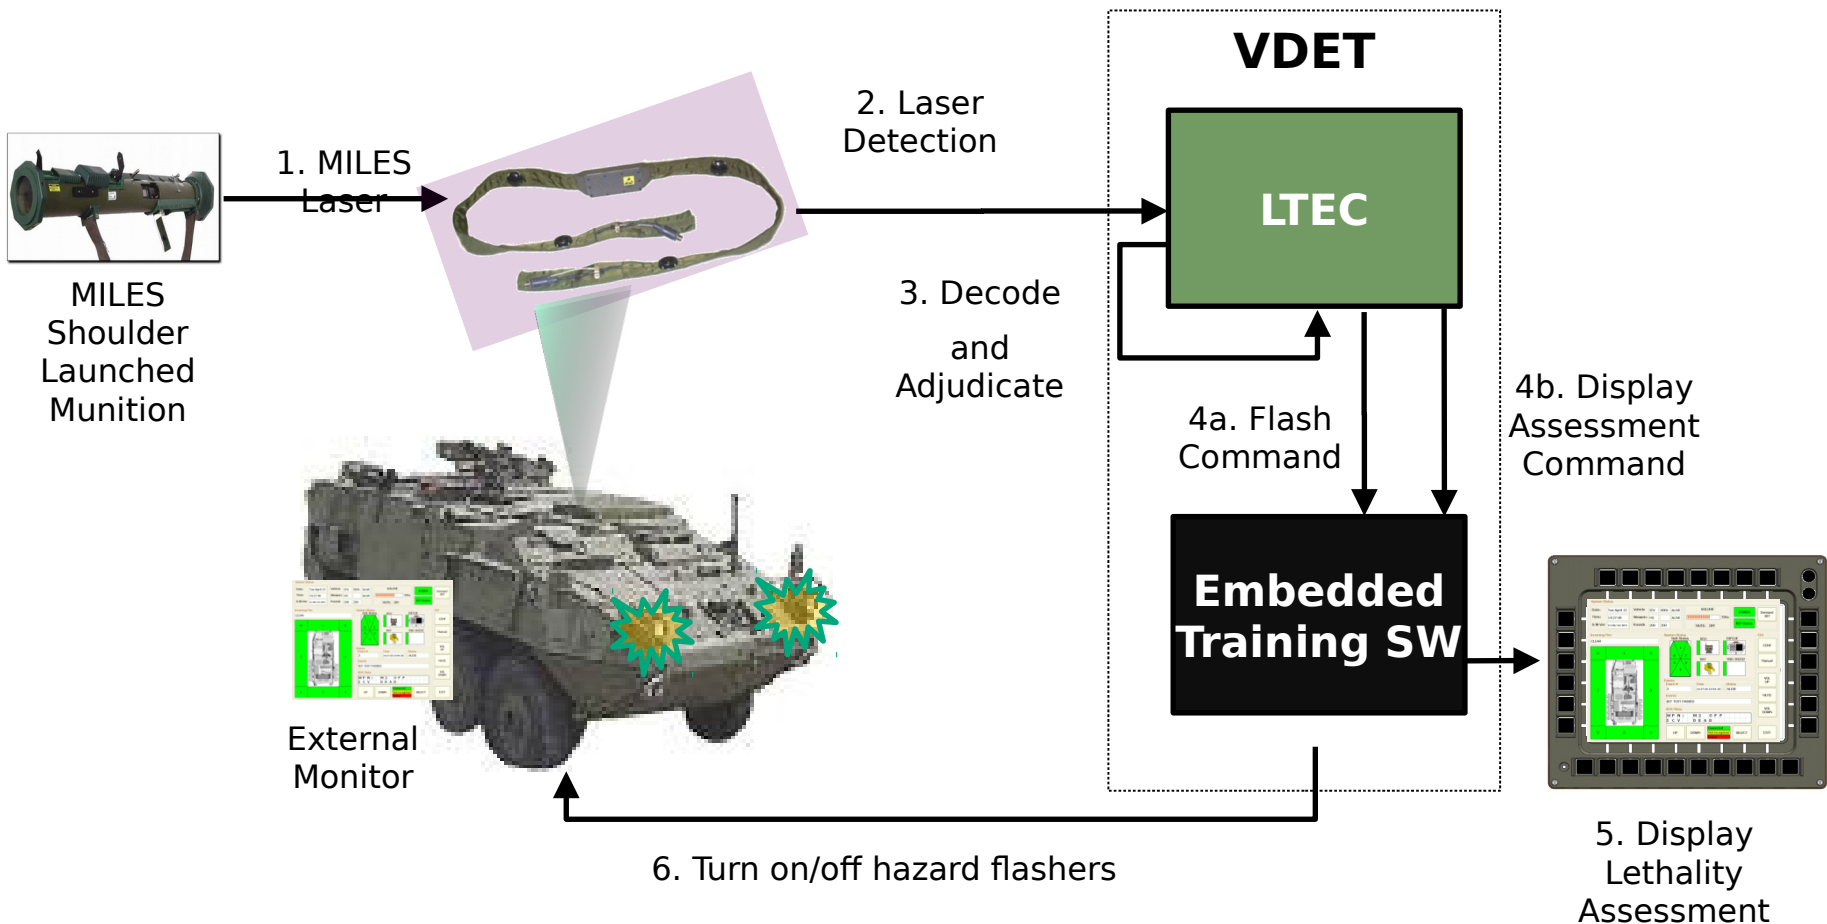 VDET
2. Laser
Detection
1. MILES
Laser
LTEC
MILES
Shoulder
Launched
Munition
3. Decode
and
Adjudicate
4a. Flash
Command
4b. Display
Assessment
Command
Embedded
Training SW
External
Monitor
5. Display
Lethality
Assessment
6. Turn on/off hazard flashers